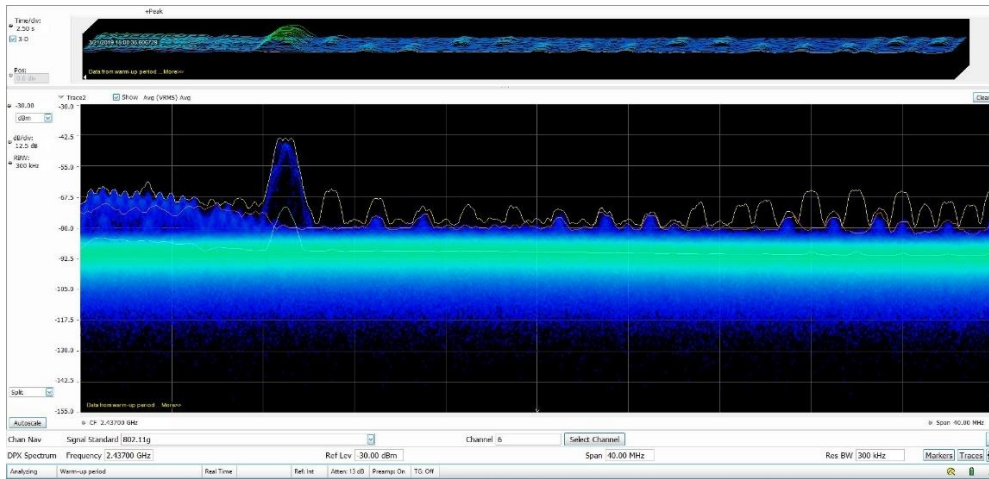 +Peak
Time/div:
2.50 s
3-D
Pos:
Data from warm-up period ...More>>
Trace2 Show Avg (VRMS) Avg Clea
-30.00 -30.0
dBm
dB/div: -42.5
12.5 dB
RBW:
300 kHz -55.0
-67.5
-80.0
-92.5
-105.0
-117.5
-130.0
-142.5
Split
-155.0
Data from warm-up period ...More>>
Autoscale CF 2.43700 GHz Span 40.00 MHz
Chan Nav Signal Standard 802.11g Channel 6 Select Channel
DPX Spectrum Frequency 2.43700 GHz Ref Lev -30.00 dBm Span 40.00 MHz Res BW 300 kHz Markers Traces
Analyzing Warm-up period Real Time Ref: Int Atten: 13 dB Preamp: On TG: Off